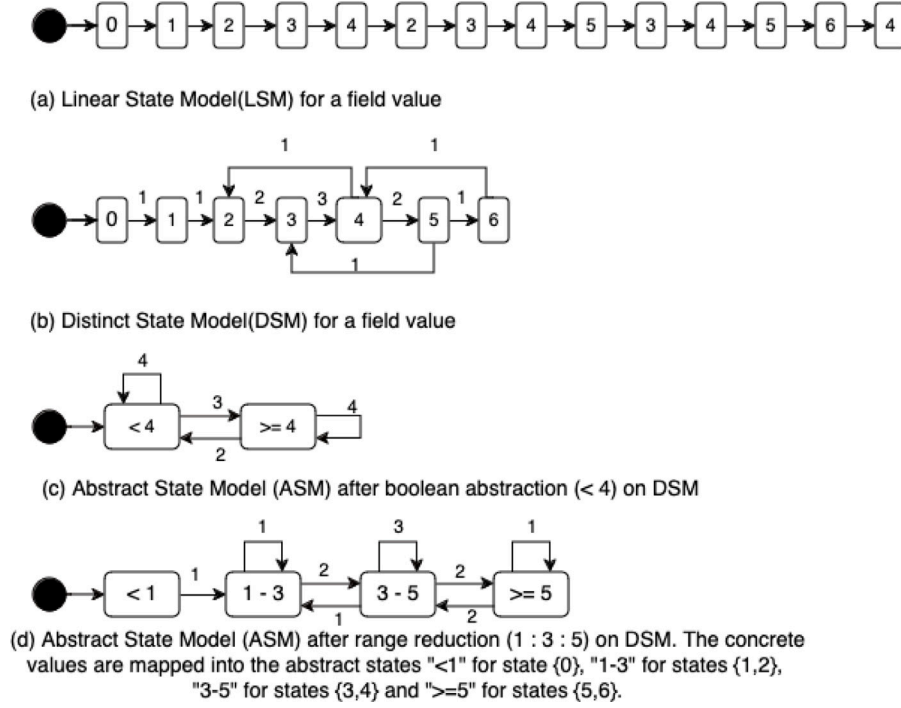 0 1 2 3 4 2 3 4 5 3 4 5 6 4
(a) Linear State Model(LSM) for a field value
1 1
1 1 2 3 2 1
0 1 2 3 4 5 6
1
(b) Distinct State Model(DSM) for a field value
4
3 4
< 4 >= 4
2
(c) Abstract State Model (ASM) after boolean abstraction (< 4) on DSM
1 3 1
1 2 2
< 1 1 - 3 3 - 5 >= 5
1 2
(d) Abstract State Model (ASM) after range reduction (1 : 3 : 5) on DSM. The concrete
values are mapped into the abstract states "<1" for state {0}, "1-3" for states {1,2},
"3-5" for states {3,4} and ">=5" for states {5,6}.